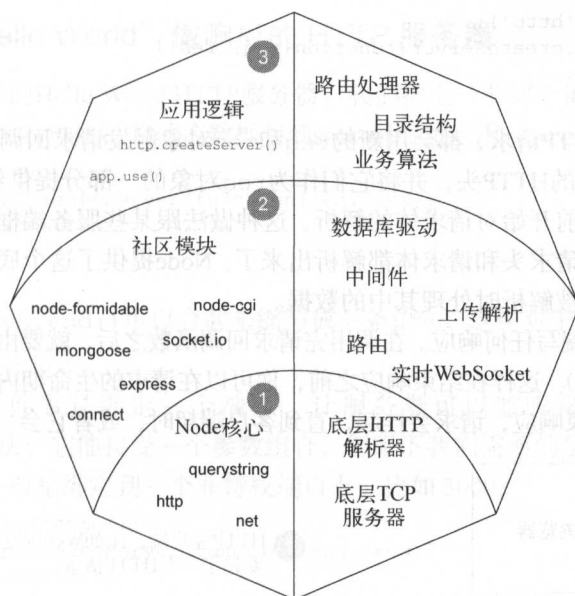 3
应用逻辑
http.createServer()
app.use()
路由处理器
目录结构
业务算法
2
社区模块
node-formidable
node-cgi
mongoose
socket.io
express
connect
数据库驱动
中间件
上传解析
路由
实时WebSocket
1
Node核心
querystring
http
net
底层HTTP
解析器
底层TCP
服务器